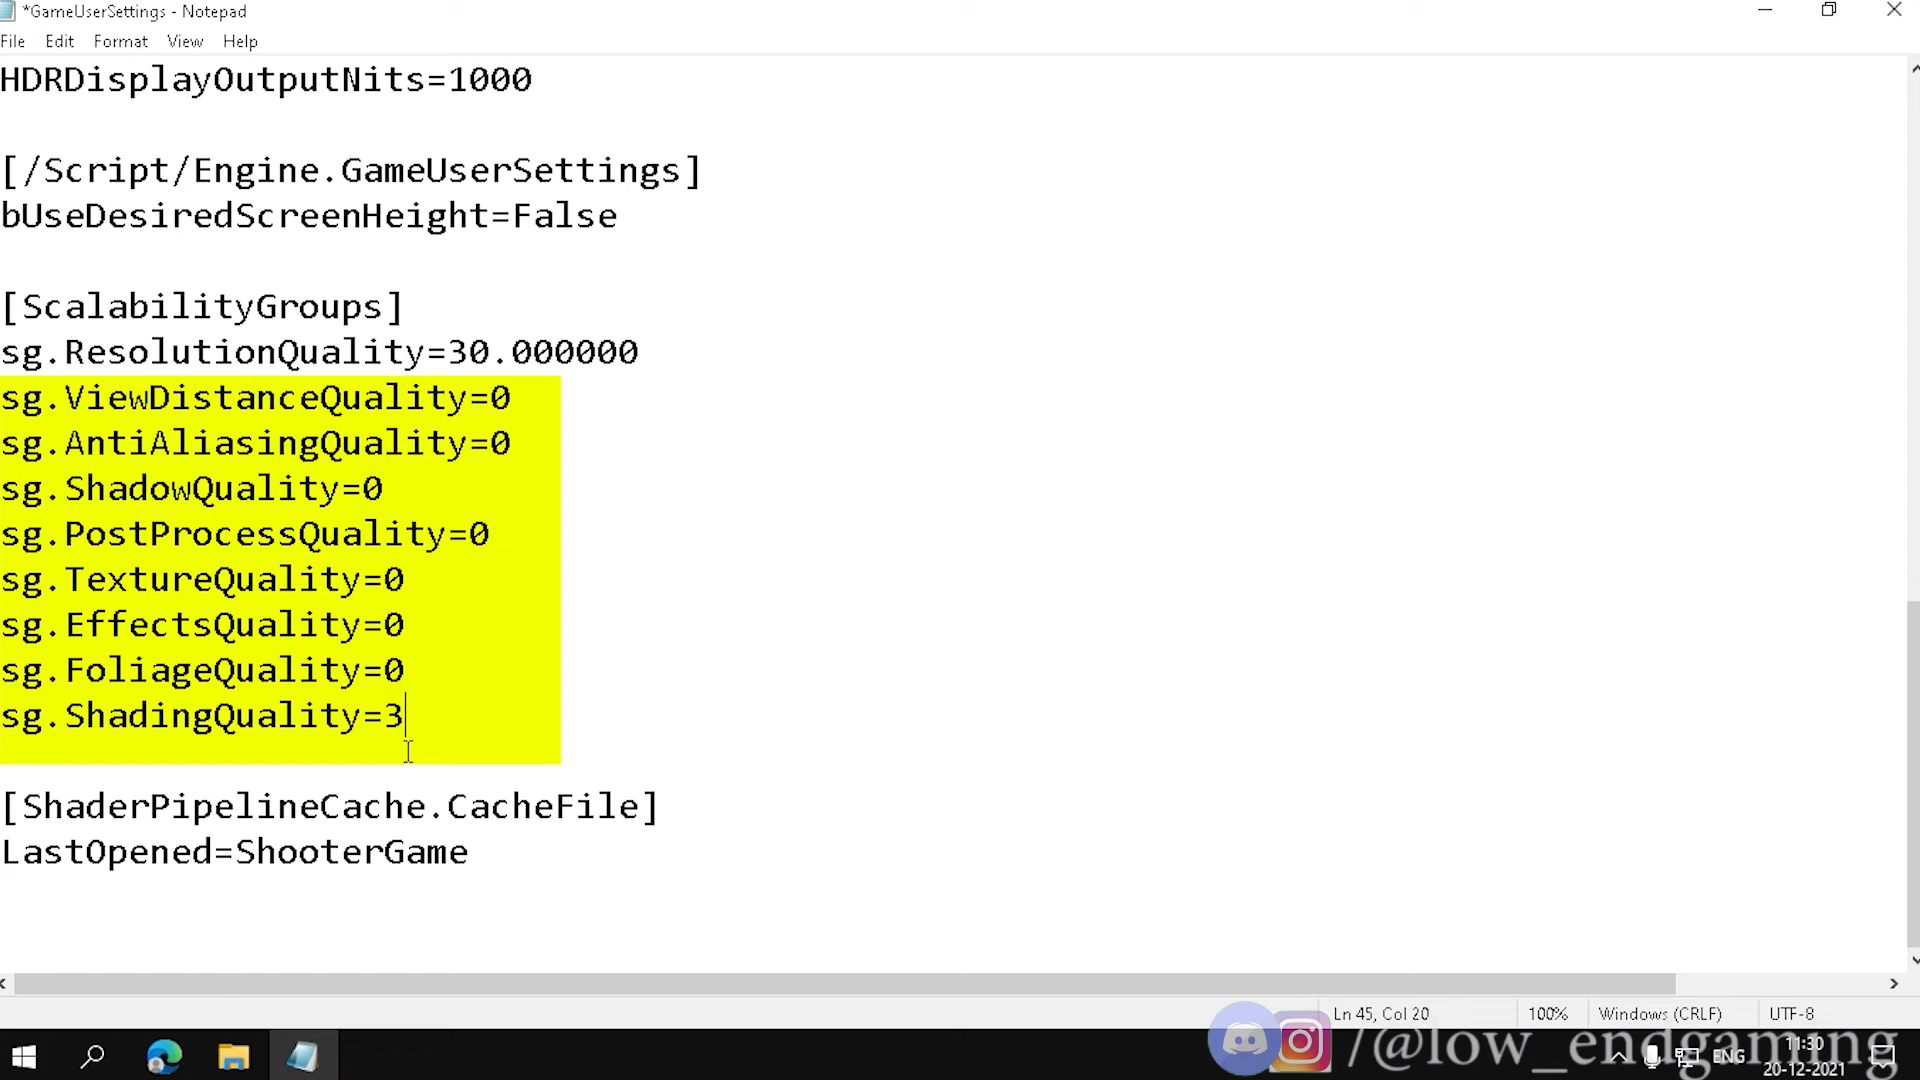 *GameUserSettings - Notepad
File Edit Format View Help
HDRDisplayOutputNits=1000
[/Script/Engine.GameUserSettings]
bUseDesiredScreenHeight=False
[ScalabilityGroups]
sg.ResolutionQuality=30.000000
sg.ViewDistanceQuality=0
sg.AntiAliasingQuality=0
sg.ShadowQuality=0
sg.PostProcessQuality=0
sg.TextureQuality=0
sg.EffectsQuality=0
sg.FoliageQuality=0
sg.ShadingQuality=3
[ShaderPipelineCache.CacheFile]
LastOpened=ShooterGame
Ln 45, Col 20 100% Windows (CRLF) UTF-8
/@low_endgaming
ENG
11:30
20-12-2021